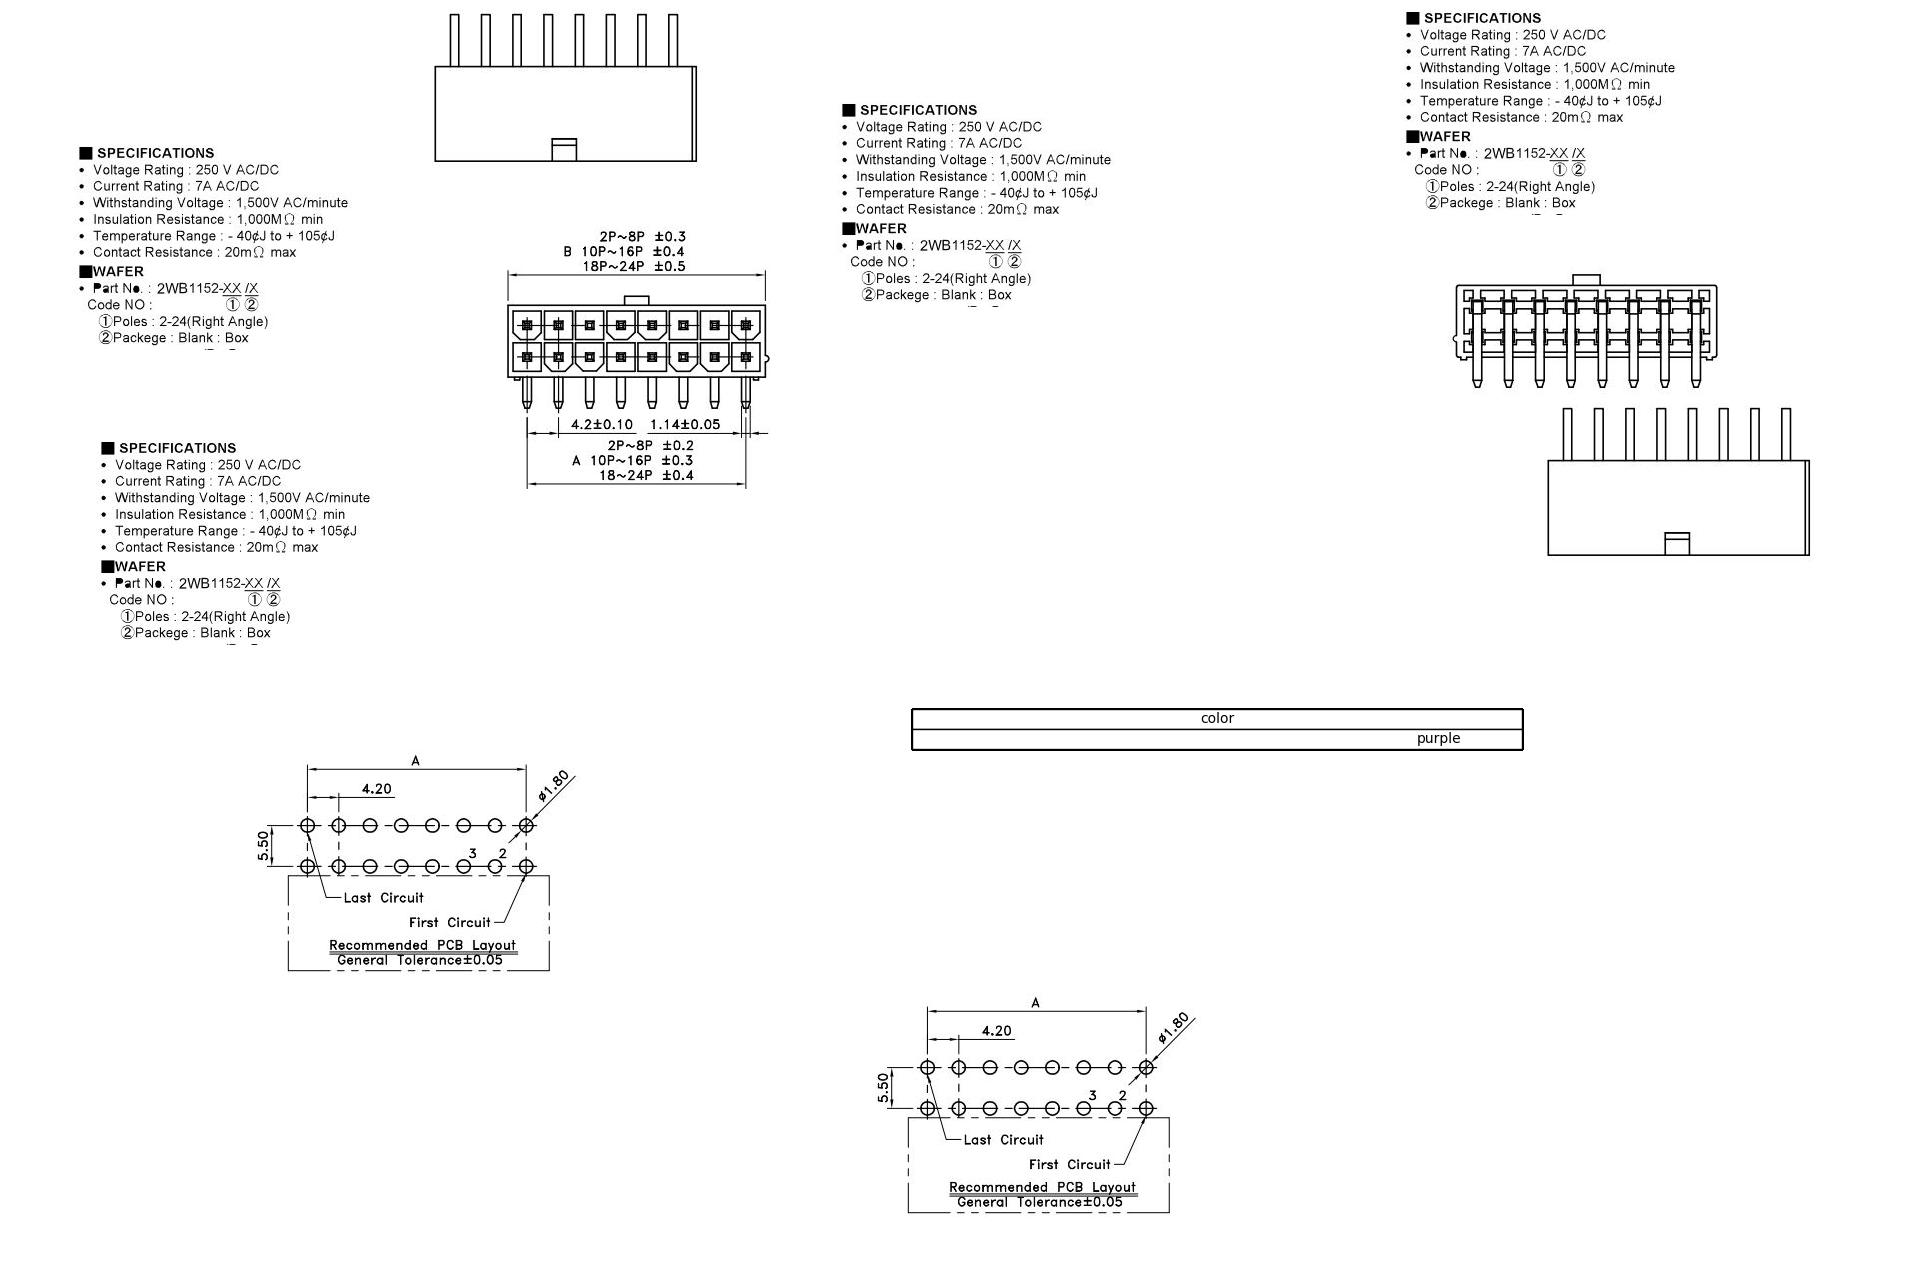 ■ SPECIFICATIONS
• Voltage Rating : 250 V AC/DC
• Current Rating : 7A AC/DC
• Withstanding Voltage : 1,500V AC/minute
• Insulation Resistance : 1,000MΩ min
• Temperature Range : - 40¢J to + 105¢J
• Contact Resistance : 20mΩ max
■WAFER
• Part No. : 2WB1152-XX /X
Code NO : ① ②
①Poles : 2-24(Right Angle)
②Packege : Blank : Box
2P~8P ±0.3
B 10P~16P ±0.4
18P~24P ±0.5
4.2±0.10 1.14±0.05
2P~8P ±0.2
A 10P~16P ±0.3
18~24P ±0.4
■ SPECIFICATIONS
• Voltage Rating : 250 V AC/DC
• Current Rating : 7A AC/DC
• Withstanding Voltage : 1,500V AC/minute
• Insulation Resistance : 1,000MΩ min
• Temperature Range : - 40¢J to + 105¢J
• Contact Resistance : 20mΩ max
■WAFER
• Part No. : 2WB1152-XX /X
Code NO : ① ②
①Poles : 2-24(Right Angle)
②Packege : Blank : Box
■ SPECIFICATIONS
• Voltage Rating : 250 V AC/DC
• Current Rating : 7A AC/DC
• Withstanding Voltage : 1,500V AC/minute
• Insulation Resistance : 1,000MΩ min
• Temperature Range : - 40¢J to + 105¢J
• Contact Resistance : 20mΩ max
■WAFER
• Part No. : 2WB1152-XX /X
Code NO : ① ②
①Poles : 2-24(Right Angle)
②Packege : Blank : Box
■ SPECIFICATIONS
• Voltage Rating : 250 V AC/DC
• Current Rating : 7A AC/DC
• Withstanding Voltage : 1,500V AC/minute
• Insulation Resistance : 1,000MΩ min
• Temperature Range : - 40¢J to + 105¢J
• Contact Resistance : 20mΩ max
■WAFER
• Part No. : 2WB1152-XX /X
Code NO : ① ②
①Poles : 2-24(Right Angle)
②Packege : Blank : Box
color
purple
A
4.20
ø1.80
5.50
3 2
Last Circuit
First Circuit
Recommended PCB Layout
General Tolerance±0.05
A
4.20
ø1.80
5.50
3 2
Last Circuit
First Circuit
Recommended PCB Layout
General Tolerance±0.05